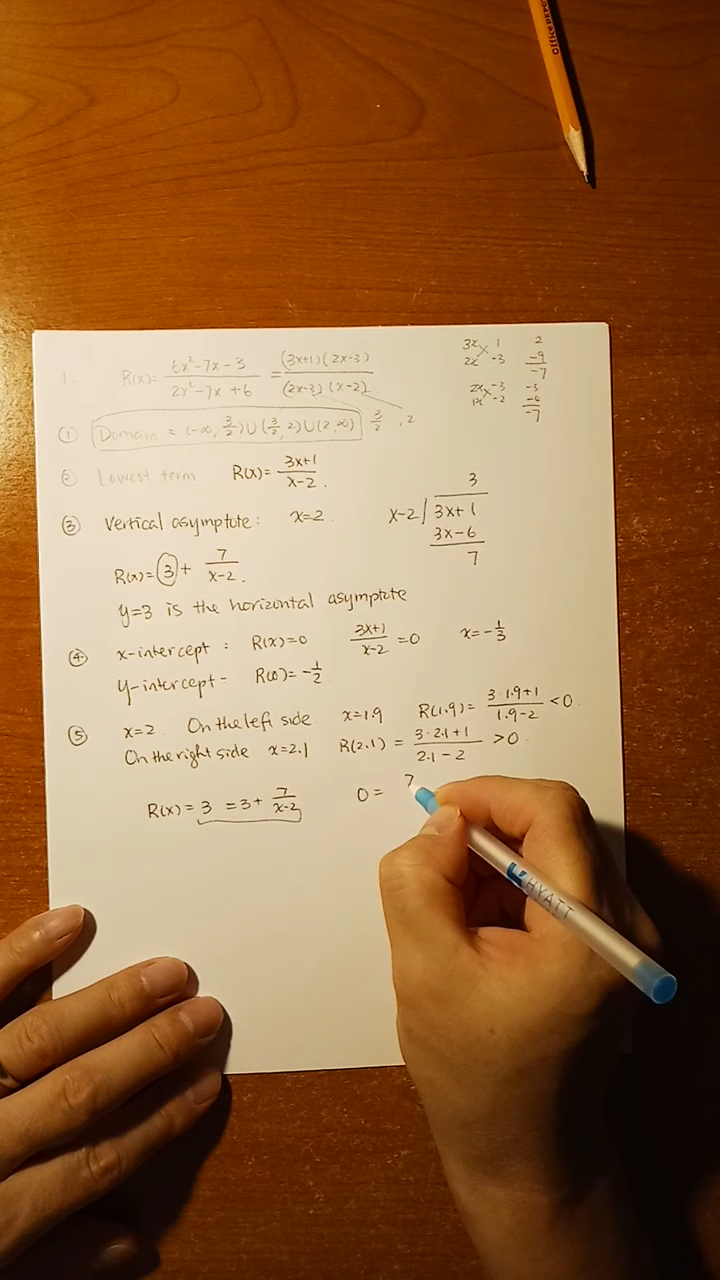 1. R(x) = (6x²-7x-3)/(2x²-7x+6) = (3x+1)(2x-3)/(2x-3)(x-2)
3x 1 2
2x -3 -9
-7
2x -3 -3
1x -2 -4
-7
① Domain = (-∞, 3/2)∪(3/2, 2)∪(2, ∞) 3/2, 2
② Lowest term R(x) = (3x+1)/(x-2).
③ Vertical asymptote: x=2.
3
x-2 3x+1
3x-6
7
R(x) = 3 + 7/(x-2).
y=3 is the horizontal asymptote
④ x-intercept: R(x)=0 (3x+1)/(x-2) = 0 x = -1/3
y-intercept- R(0) = -1/2
⑤ x=2. On the left side x=1.9 R(1.9) = (3·1.9+1)/(1.9-2) < 0.
On the right side x=2.1 R(2.1) = (3·2.1+1)/(2.1-2) > 0.
R(x) = 3 = 3 + 7/(x-2) 0 = 7
HYATT